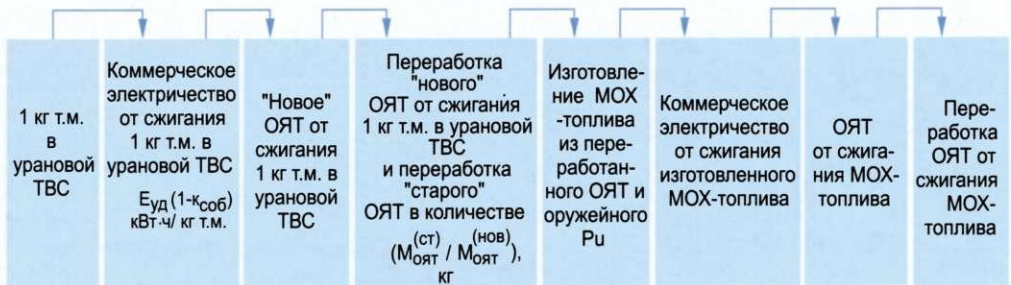 1 кг т.м.
в
урановой
ТВС
Коммерческое
электричество
от сжигания
1 кг т.м. в
урановой ТВС
Eуд (1-ксоб)
кВт·ч/ кг т.м.
"Новое"
ОЯТ от
сжигания
1 кг т.м. в
урановой
ТВС
Переработка
"нового"
ОЯТ от сжигания
1 кг т.м. в урановой
ТВС
и переработка
"старого"
ОЯТ в количестве
(Mоят(ст) / Mоят(нов)),
кг
Изготовле-
ние МОХ
-топлива
из пере-
работан-
ного ОЯТ и
оружейного
Pu
Коммерческое
электричество
от сжигания
изготовленного
МОХ-топлива
ОЯТ
от сжига-
ния МОХ-
топлива
Пере-
работка
ОЯТ от
сжигания
МОХ-
топлива